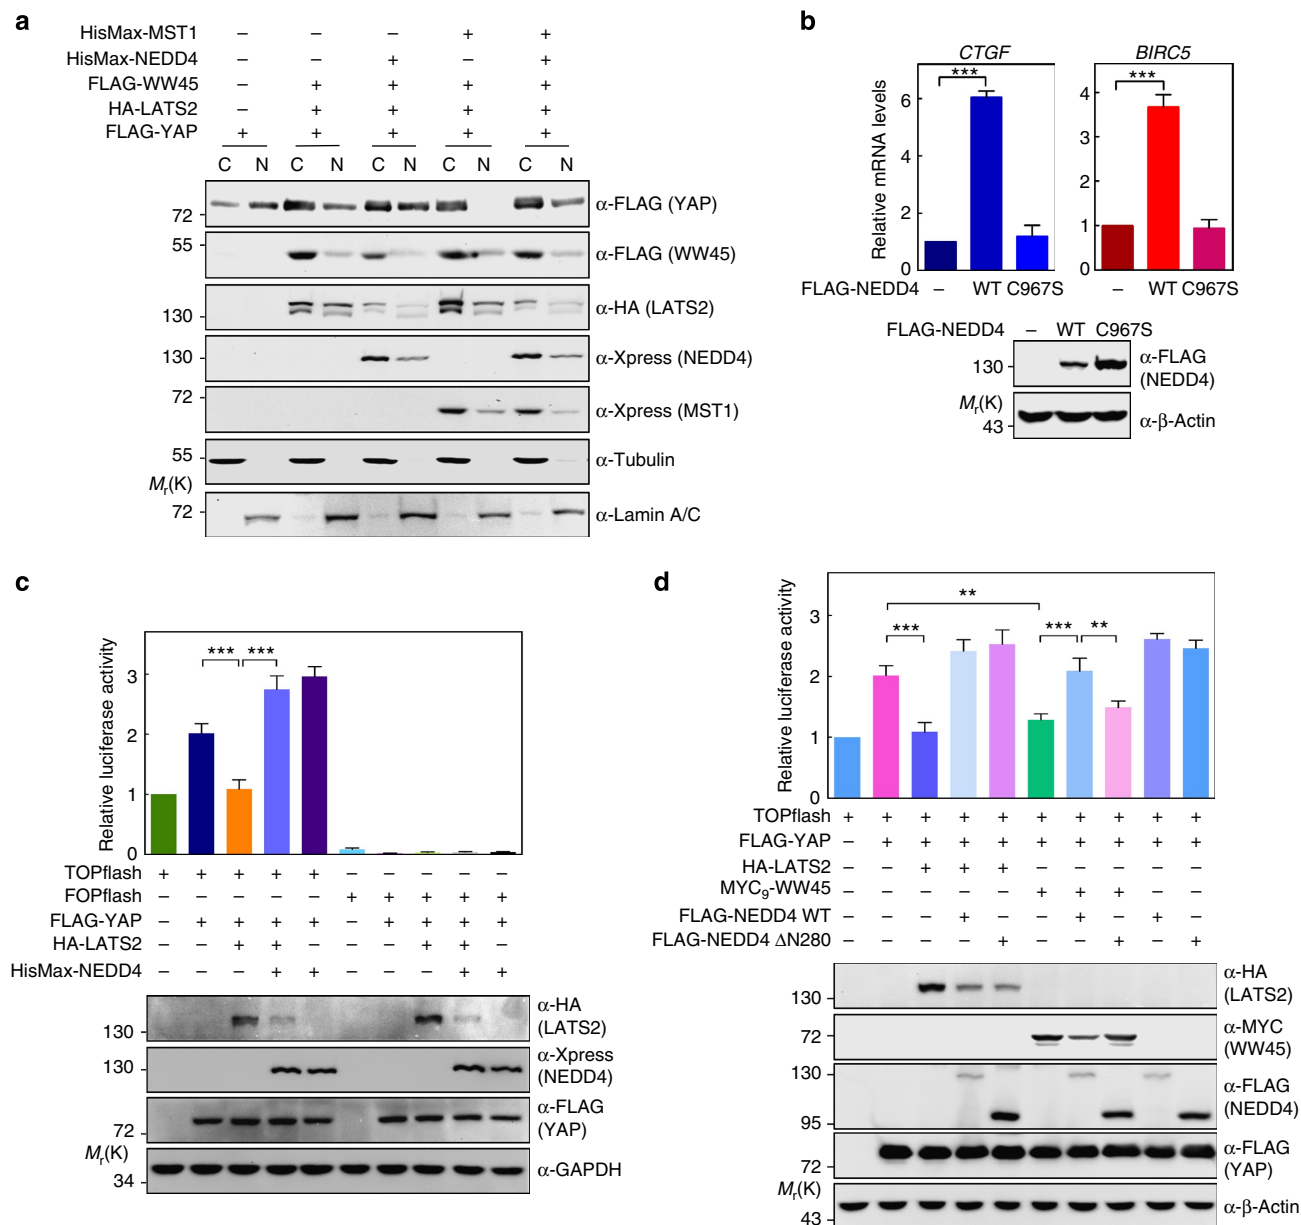 a
HisMax-MST1 – – – + +
HisMax-NEDD4 – – + – +
FLAG-WW45 – + + + +
HA-LATS2 – + + + +
FLAG-YAP + + + + +
C N C N C N C N C N
72 α-FLAG (YAP)
55 α-FLAG (WW45)
130 α-HA (LATS2)
130 α-Xpress (NEDD4)
72 α-Xpress (MST1)
55 α-Tubulin
Mr(K)
72 α-Lamin A/C
b
CTGF BIRC5
Relative mRNA levels
*** ***
6
4
2
0
4
3
2
1
0
FLAG-NEDD4 – WT C967S – WT C967S
FLAG-NEDD4 – WT C967S
130 α-FLAG
(NEDD4)
Mr(K)
43 α-β-Actin
c
Relative luciferase activity
*** ***
3
2
1
0
TOPflash + + + + + – – – – –
FOPflash – – – – – + + + + +
FLAG-YAP – + + + + – + + + +
HA-LATS2 – – + + – – – + + –
HisMax-NEDD4 – – – + + – – – + +
130 α-HA
(LATS2)
130 α-Xpress
(NEDD4)
72 α-FLAG
(YAP)
Mr(K)
34 α-GAPDH
d
Relative luciferase activity
**
*** *** **
3
2
1
0
TOPflash + + + + + + + + + +
FLAG-YAP – + + + + + + + + +
HA-LATS2 – – + + + – – – – –
MYC9-WW45 – – – – – + + + – –
FLAG-NEDD4 WT – – – + – – + – + –
FLAG-NEDD4 ΔN280 – – – – + – – + – +
130 α-HA
(LATS2)
72 α-MYC
(WW45)
130 α-FLAG
95 (NEDD4)
72 α-FLAG
(YAP)
Mr(K)
43 α-β-Actin